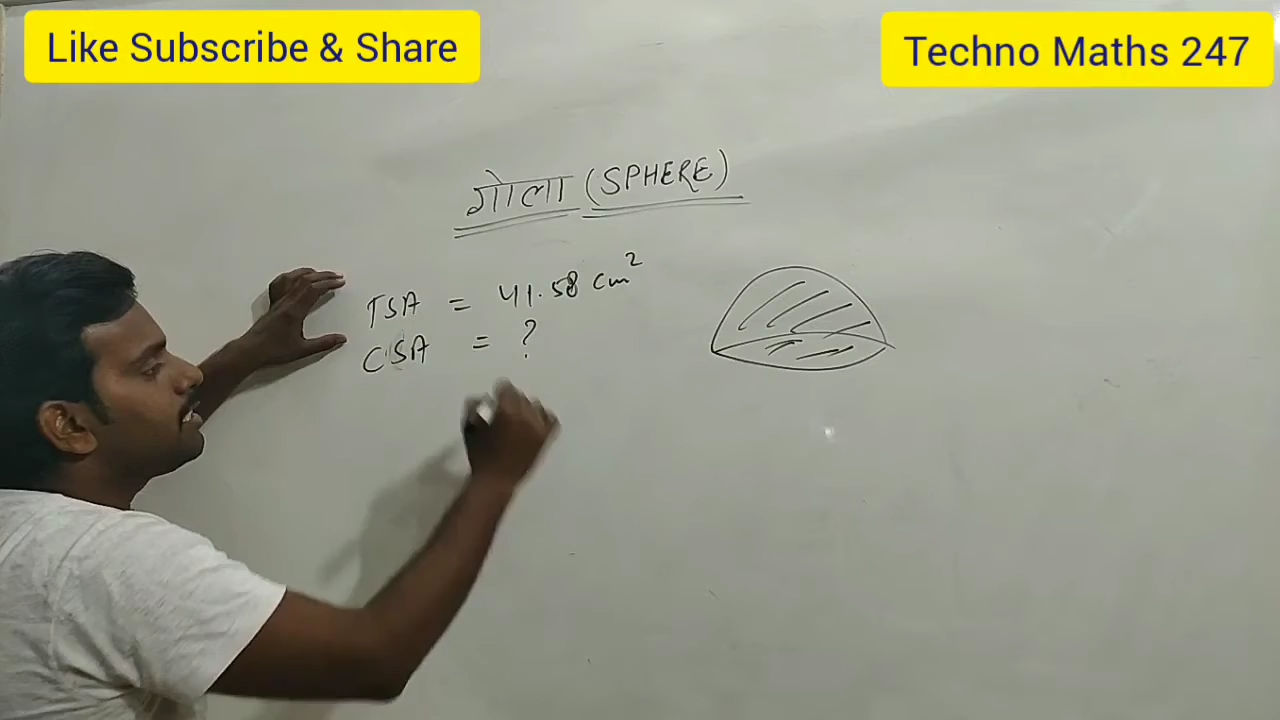 Like Subscribe & Share
Techno Maths 247
गोला (SPHERE)
TSA = 41.58 cm²
CSA = ?